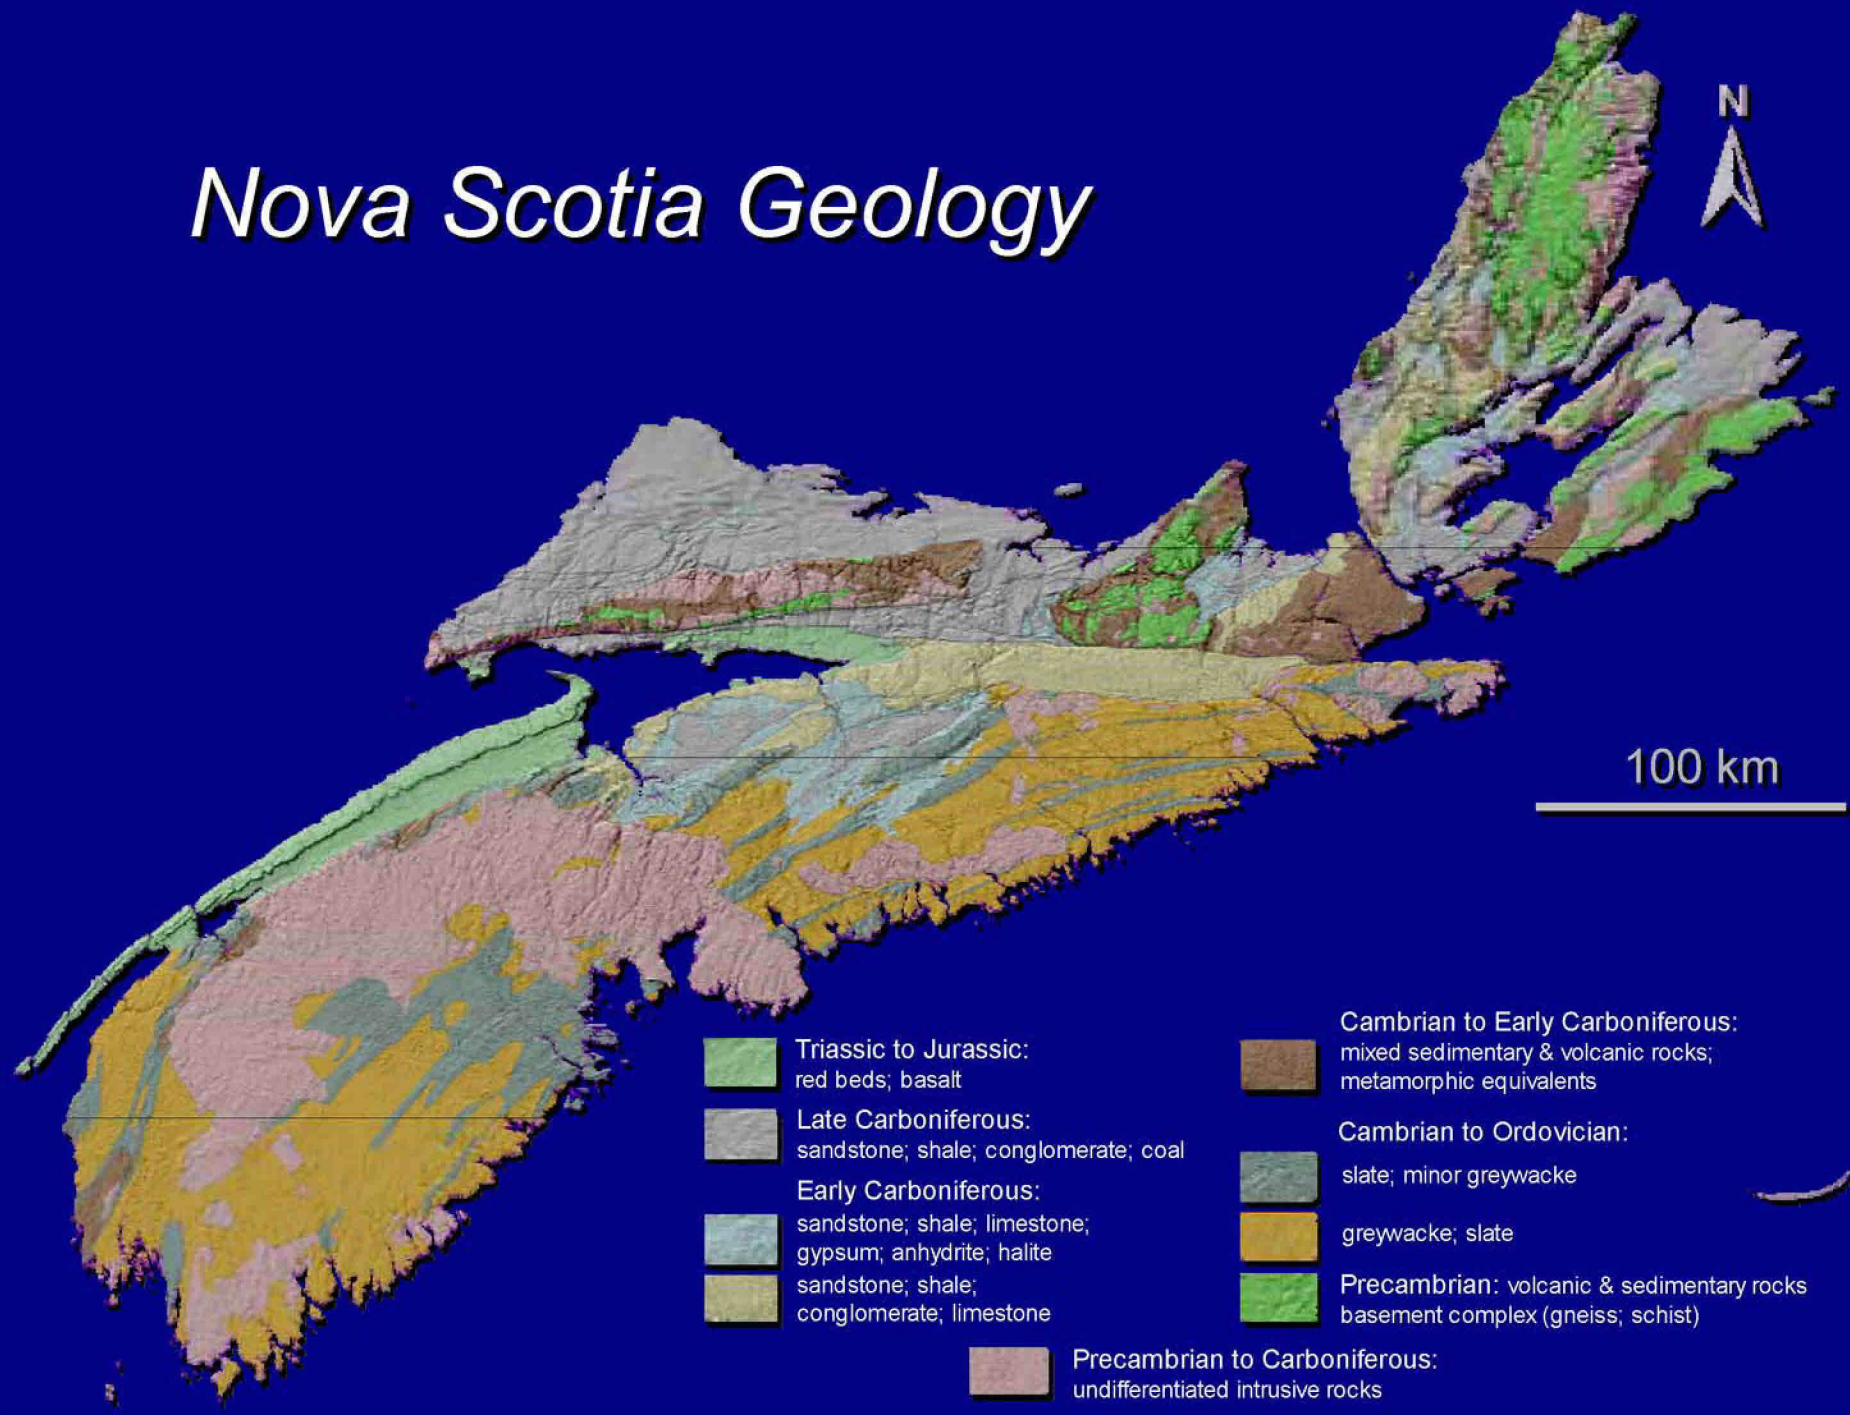 Nova Scotia Geology
N
100 km
Triassic to Jurassic:
red beds; basalt
Late Carboniferous:
sandstone; shale; conglomerate; coal
Early Carboniferous:
sandstone; shale; limestone;
gypsum; anhydrite; halite
sandstone; shale;
conglomerate; limestone
Cambrian to Early Carboniferous:
mixed sedimentary & volcanic rocks;
metamorphic equivalents
Cambrian to Ordovician:
slate; minor greywacke
greywacke; slate
Precambrian: volcanic & sedimentary rocks
basement complex (gneiss; schist)
Precambrian to Carboniferous:
undifferentiated intrusive rocks